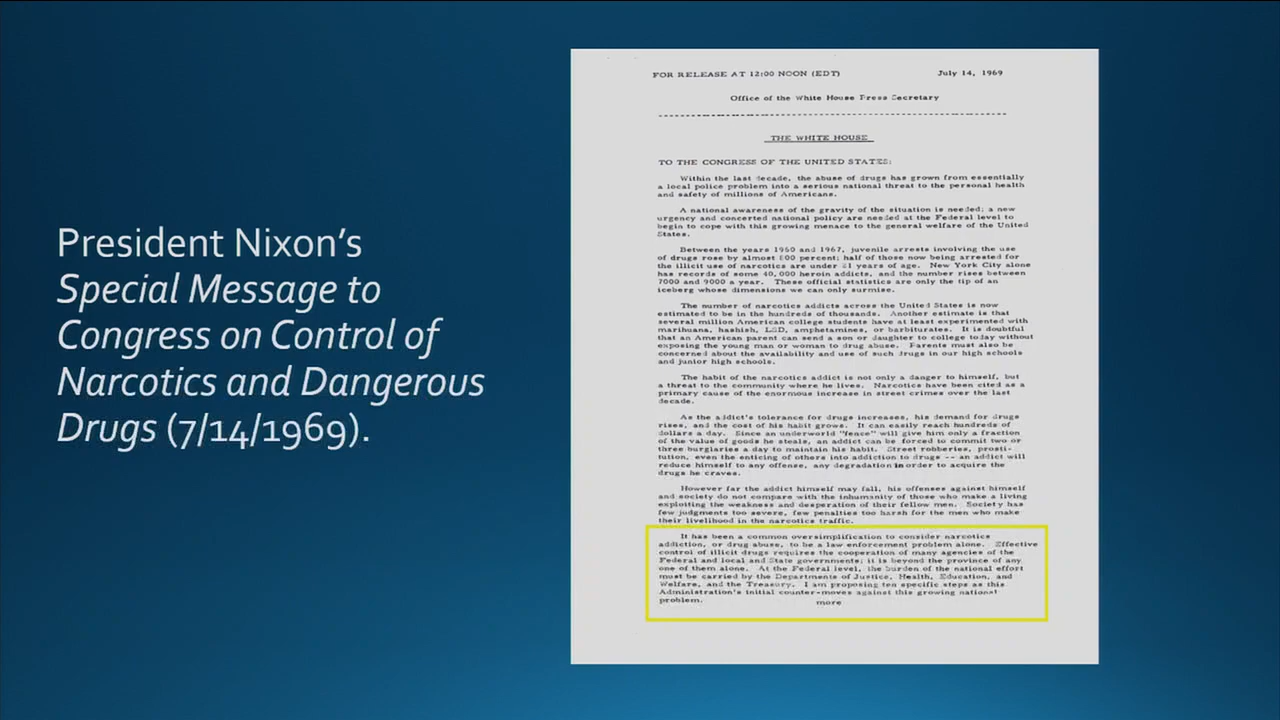 President Nixon's
Special Message to
Congress on Control of
Narcotics and Dangerous
Drugs (7/14/1969).
FOR RELEASE AT 12:00 NOON (EDT) July 14, 1969
Office of the White House Press Secretary
THE WHITE HOUSE
TO THE CONGRESS OF THE UNITED STATES:
Within the last decade, the abuse of drugs has grown from essentially
a local police problem into a serious national threat to the personal health
and safety of millions of Americans.
A national awareness of the gravity of the situation is needed; a new
urgency and concerted national policy are needed at the Federal level to
begin to cope with this growing menace to the general welfare of the United
States.
Between the years 1960 and 1967, juvenile arrests involving the use
of drugs rose by almost 800 percent; half of those now being arrested for
the illicit use of narcotics are under 21 years of age. New York City alone
has records of some 40,000 heroin addicts, and the number rises between
7000 and 9000 a year. These official statistics are only the tip of an
iceberg whose dimensions we can only surmise.
The number of narcotics addicts across the United States is now
estimated to be in the hundreds of thousands. Another estimate is that
several million American college students have at least experimented with
marihuana, hashish, LSD, amphetamines, or barbiturates. It is doubtful
that an American parent can send a son or daughter to college today without
exposing the young man or woman to drug abuse. Parents must also be
concerned about the availability and use of such drugs in our high schools
and junior high schools.
The habit of the narcotics addict is not only a danger to himself, but
a threat to the community where he lives. Narcotics have been cited as a
primary cause of the enormous increase in street crimes over the last
decade.
As the addict's tolerance for drugs increases, his demand for drugs
rises, and the cost of his habit grows. It can easily reach hundreds of
dollars a day. Since an underworld "fence" will give him only a fraction
of the value of goods he steals, an addict can be forced to commit two or
three burglaries a day to maintain his habit. Street robberies, prosti-
tution, even the enticing of others into addiction to drugs -- an addict will
reduce himself to any offense, any degradation in order to acquire the
drugs he craves.
However far the addict himself may fall, his offenses against himself
and society do not compare with the inhumanity of those who make a living
exploiting the weakness and desperation of their fellow men. Society has
few judgments too severe, few penalties too harsh for the men who make
their livelihood in the narcotics traffic.
It has been a common oversimplification to consider narcotics
addiction, or drug abuse, to be a law enforcement problem alone. Effective
control of illicit drugs requires the cooperation of many agencies of the
Federal and local and State governments; it is beyond the province of any
one of them alone. At the Federal level, the burden of the national effort
must be carried by the Departments of Justice, Health, Education, and
Welfare, and the Treasury. I am proposing ten specific steps as this
Administration's initial counter-moves against this growing national
problem. more